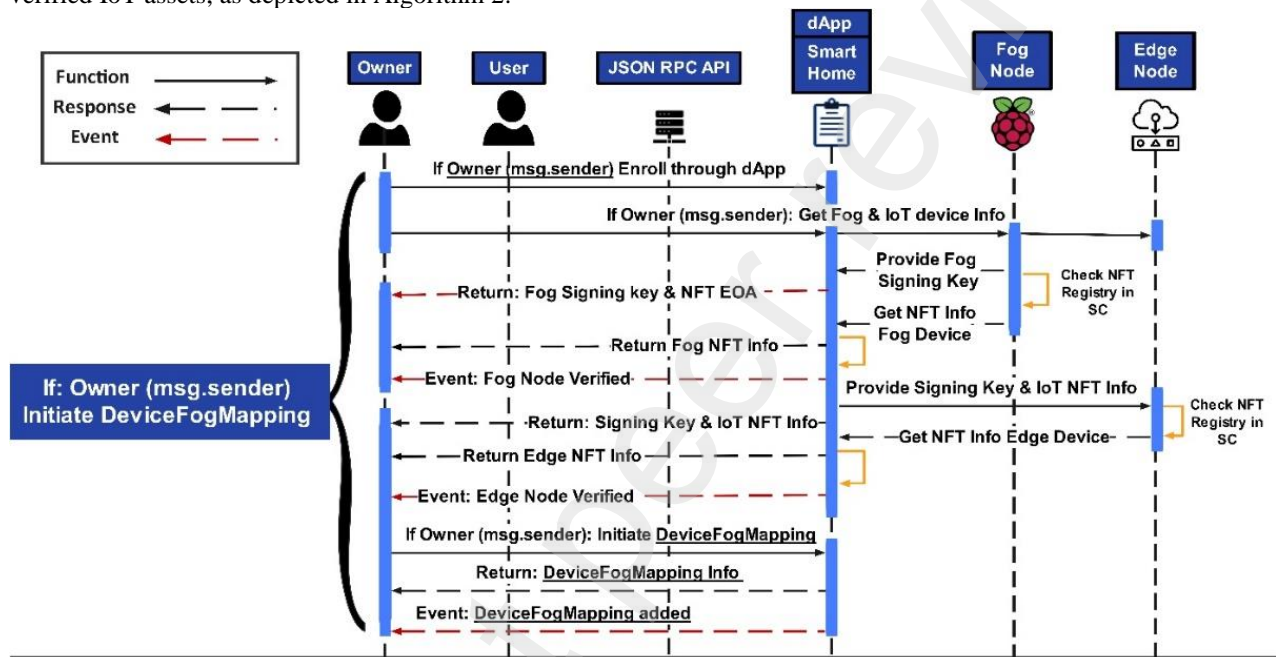 verified IoT assets, as depicted in Algorithm 2.
dApp
Owner
User
JSON RPC API
Smart
Home
Fog
Node
Edge
Node
Function
Response
Event
If Owner (msg.sender) Enroll through dApp
If Owner (msg.sender): Get Fog & IoT device Info
Provide Fog
Signing Key
Check NFT
Registry in
SC
Return: Fog Signing key & NFT EOA
Get NFT Info
Fog Device
Return Fog NFT Info
Event: Fog Node Verified
If: Owner (msg.sender)
Initiate DeviceFogMapping
Provide Signing Key & IoT NFT Info
Check NFT
Registry in
SC
Return: Signing Key & IoT NFT Info
Get NFT Info Edge Device
Return Edge NFT Info
Event: Edge Node Verified
If Owner (msg.sender): Initiate DeviceFogMapping
Return: DeviceFogMapping Info
Event: DeviceFogMapping added
t peer rev